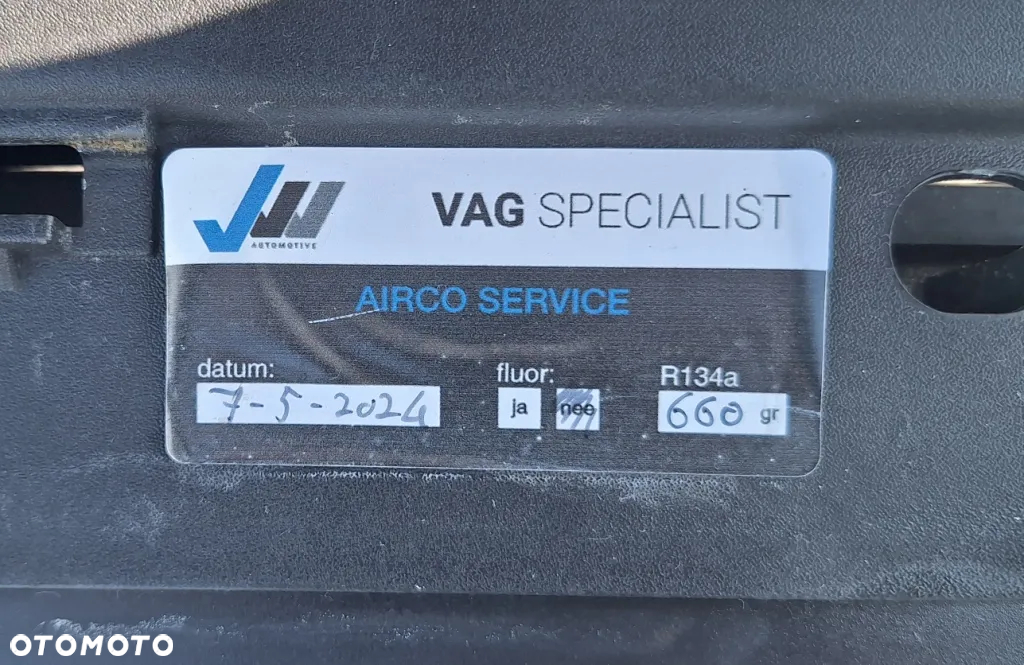 VAG SPECIALIST
AUTOMOTIVE
AIRCO SERVICE
datum: fluor: R134a
7-5-2024 ja nee 660 gr
OTOMOTO